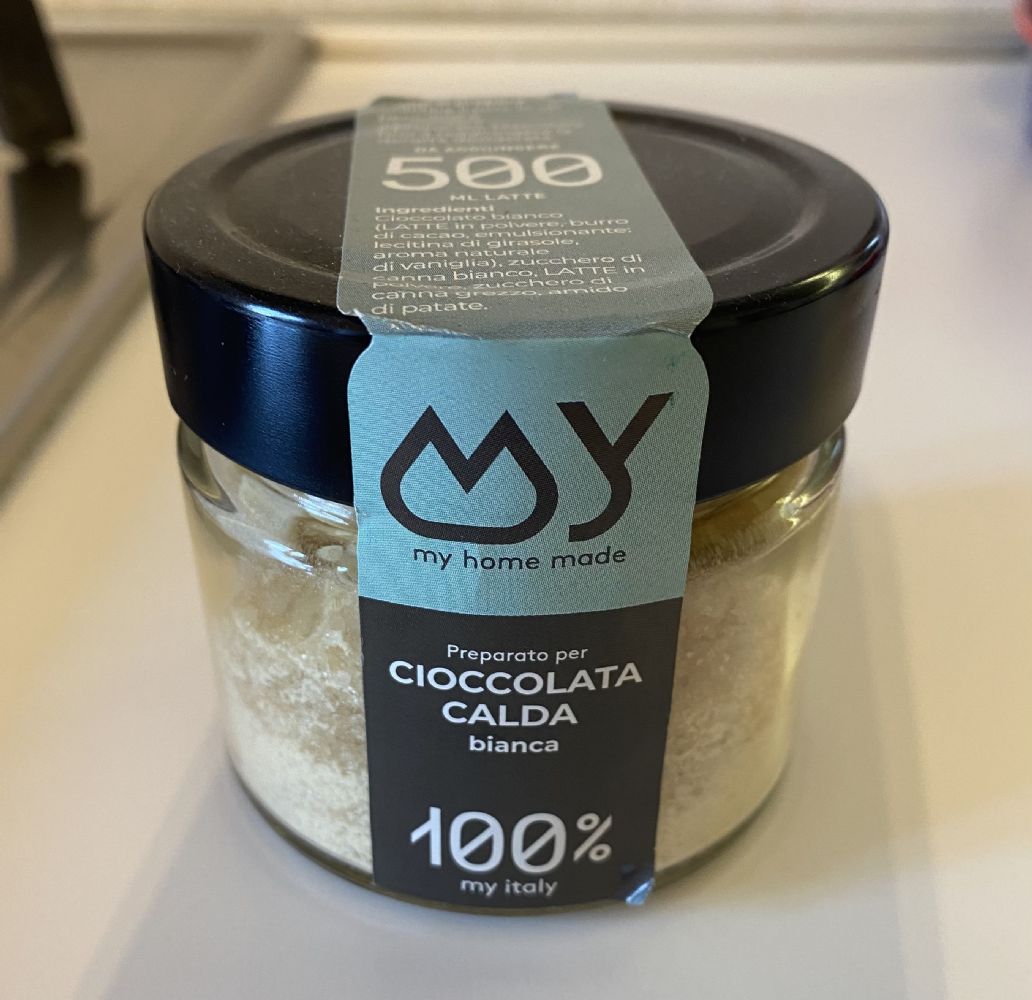 DA AGGIUNGERE
500
ML LATTE
Ingredienti
Cioccolato bianco
(LATTE in polvere, burro
di cacao, emulsionante:
lecitina di girasole,
aroma naturale
di vaniglia), zucchero di
canna bianco, LATTE in
polvere, zucchero di
canna grezzo, amido
di patate.
MY
my home made
Preparato per
CIOCCOLATA
CALDA
bianca
100%
my italy